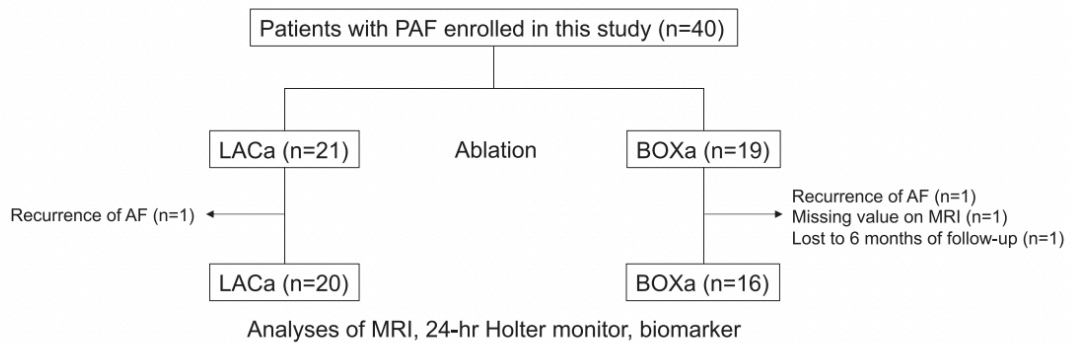 Patients with PAF enrolled in this study (n=40)
LACa (n=21)
Ablation
BOXa (n=19)
Recurrence of AF (n=1)
Recurrence of AF (n=1)
Missing value on MRI (n=1)
Lost to 6 months of follow-up (n=1)
LACa (n=20)
BOXa (n=16)
Analyses of MRI, 24-hr Holter monitor, biomarker